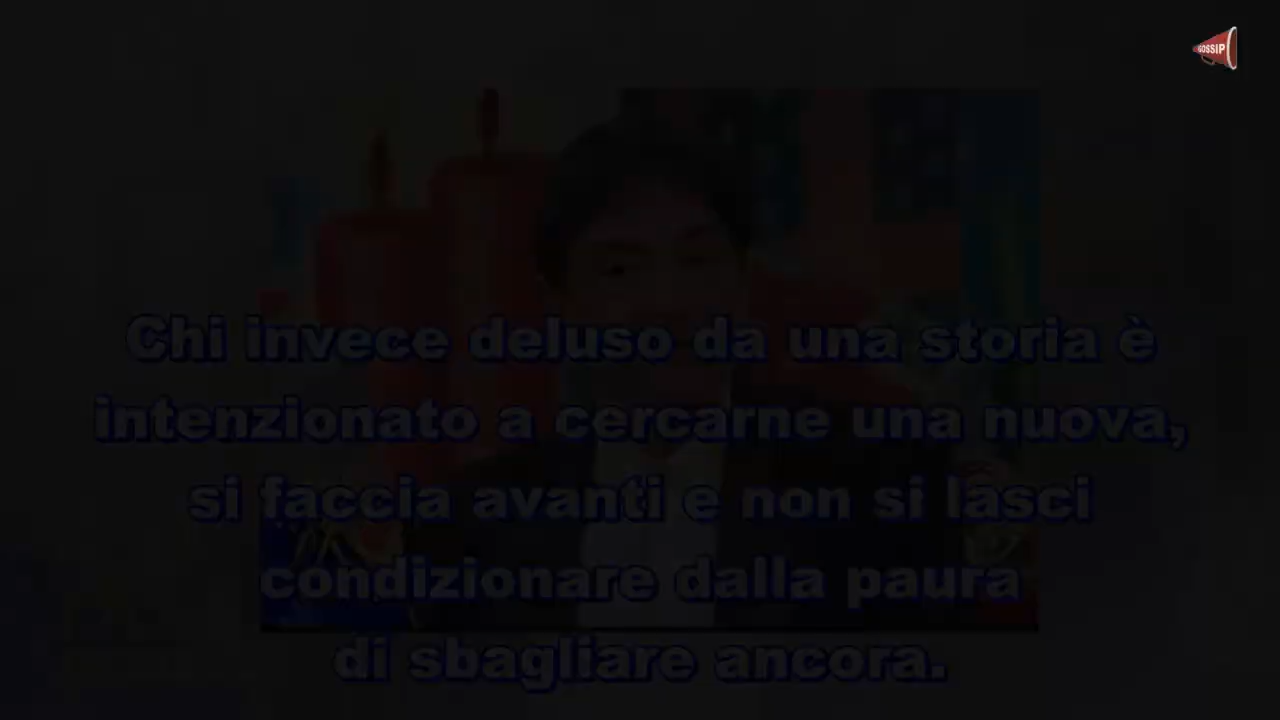 GOSSIP
Chi invece deluso da una storia è
intenzionato a cercarne una nuova,
si faccia avanti e non si lasci
condizionare dalla paura
di sbagliare ancora.